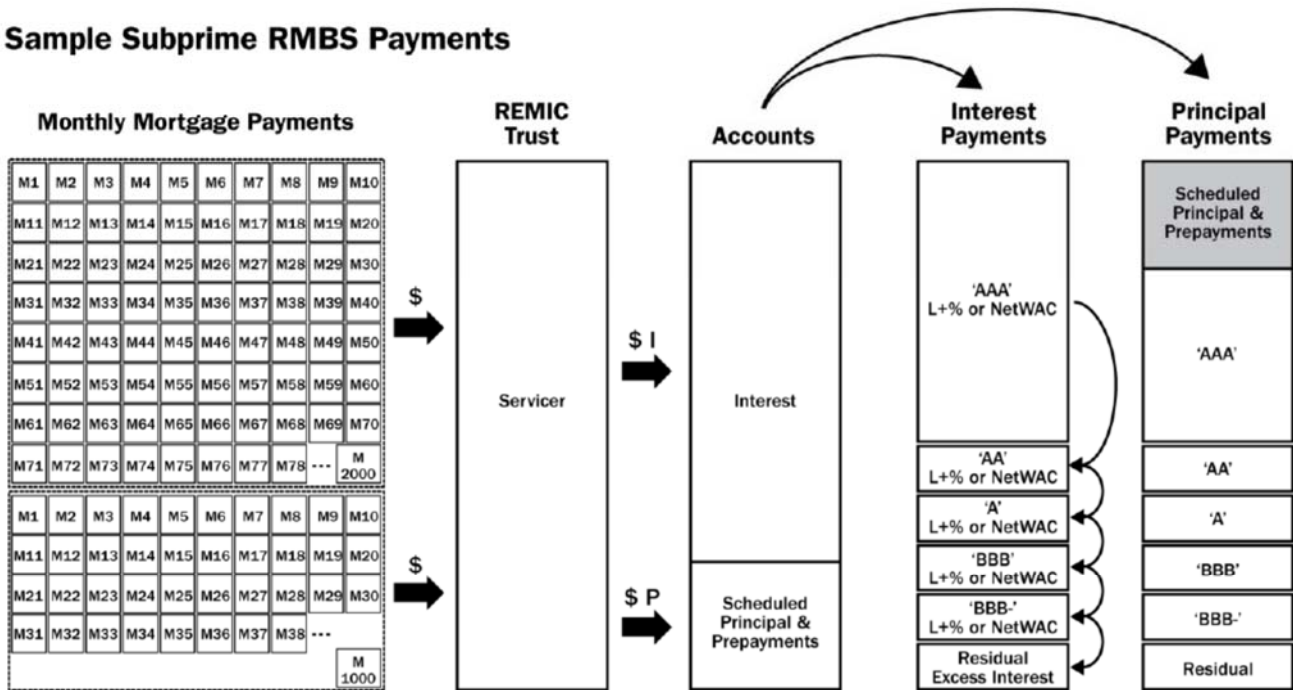 Sample Subprime RMBS Payments
Monthly Mortgage Payments
M1 M2 M3 M4 M5 M6 M7 M8 M9 M10
M11 M12 M13 M14 M15 M16 M17 M18 M19 M20
M21 M22 M23 M24 M25 M26 M27 M28 M29 M30
M31 M32 M33 M34 M35 M36 M37 M38 M39 M40
M41 M42 M43 M44 M45 M46 M47 M48 M49 M50
M51 M52 M53 M54 M55 M56 M57 M58 M59 M60
M61 M62 M63 M64 M65 M66 M67 M68 M69 M70
M71 M72 M73 M74 M75 M76 M77 M78 ---
M
2000
M1 M2 M3 M4 M5 M6 M7 M8 M9 M10
M11 M12 M13 M14 M15 M16 M17 M18 M19 M20
M21 M22 M23 M24 M25 M26 M27 M28 M29 M30
M31 M32 M33 M34 M35 M36 M37 M38 ---
M
1000
$
$
REMIC
Trust
Servicer
$ I
$ P
Accounts
Interest
Scheduled
Principal &
Prepayments
Interest
Payments
'AAA'
L+% or NetWAC
'AA'
L+% or NetWAC
'A'
L+% or NetWAC
'BBB'
L+% or NetWAC
'BBB-'
L+% or NetWAC
Residual
Excess Interest
Principal
Payments
Scheduled
Principal &
Prepayments
'AAA'
'AA'
'A'
'BBB'
'BBB-'
Residual